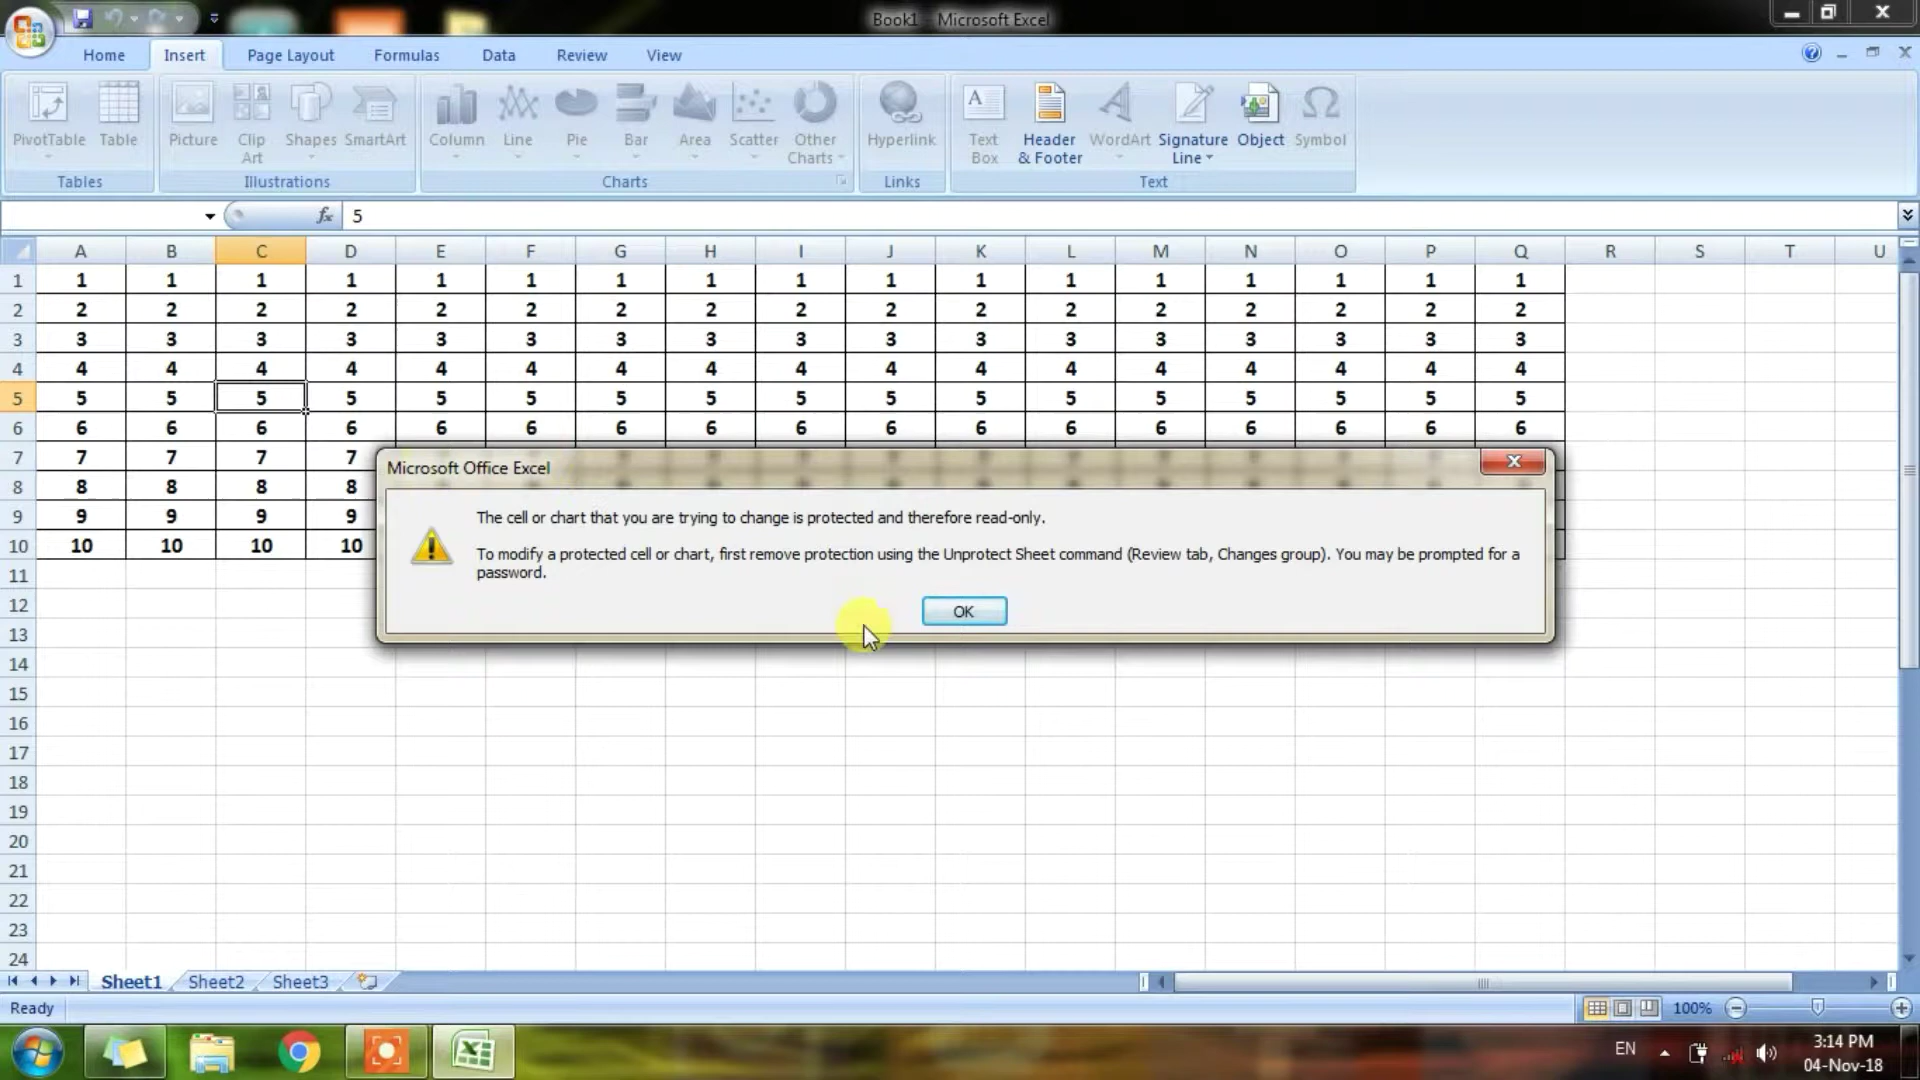 Book1 - Microsoft Excel
Home Insert Page Layout Formulas Data Review View
PivotTable Table Picture Clip Art Shapes SmartArt Column Line Pie Bar Area Scatter Other Charts Hyperlink Text Box Header & Footer WordArt Signature Line Object Symbol
Tables Illustrations Charts Links Text
fx 5
A B C D E F G H I J K L M N O P Q R S T U
1 1 1 1 1 1 1 1 1 1 1 1 1 1 1 1 1 1
2 2 2 2 2 2 2 2 2 2 2 2 2 2 2 2 2 2
3 3 3 3 3 3 3 3 3 3 3 3 3 3 3 3 3 3
4 4 4 4 4 4 4 4 4 4 4 4 4 4 4 4 4 4
5 5 5 5 5 5 5 5 5 5 5 5 5 5 5 5 5 5
6 6 6 6 6 6 6 6 6 6 6 6 6 6 6 6 6 6
7 7 7 7 7
8 8 8 8 8
9 9 9 9 9
10 10 10 10 10
Microsoft Office Excel
The cell or chart that you are trying to change is protected and therefore read-only.
To modify a protected cell or chart, first remove protection using the Unprotect Sheet command (Review tab, Changes group). You may be prompted for a
password.
OK
11
12
13
14
15
16
17
18
19
20
21
22
23
24
Sheet1 Sheet2 Sheet3
Ready 100%
EN 3:14 PM
04-Nov-18